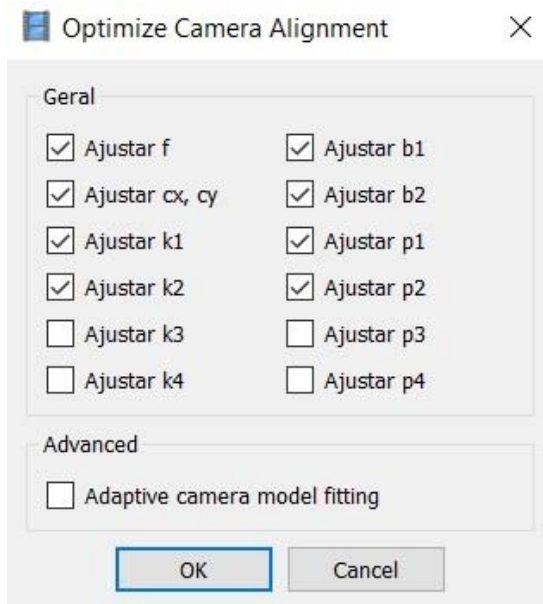 Optimize Camera Alignment
Geral
Ajustar f
Ajustar b1
Ajustar cx, cy
Ajustar b2
Ajustar k1
Ajustar p1
Ajustar k2
Ajustar p2
Ajustar k3
Ajustar p3
Ajustar k4
Ajustar p4
Advanced
Adaptive camera model fitting
OK
Cancel